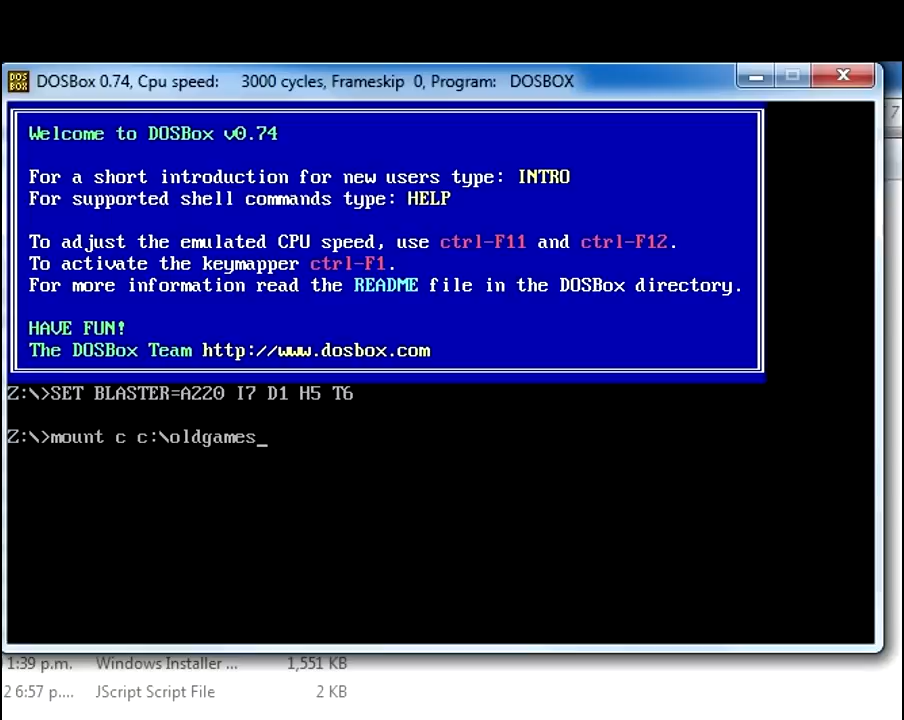 DOS
BOX
DOSBox 0.74, Cpu speed: 3000 cycles, Frameskip 0, Program: DOSBOX
7
Welcome to DOSBox v0.74
For a short introduction for new users type: INTRO
For supported shell commands type: HELP
To adjust the emulated CPU speed, use ctrl-F11 and ctrl-F12.
To activate the keymapper ctrl-F1.
For more information read the README file in the DOSBox directory.
HAVE FUN!
The DOSBox Team http://www.dosbox.com
Z:\>SET BLASTER=A220 I7 D1 H5 T6
Z:\>mount c c:\oldgames_
1:39 p.m. Windows Installer ... 1,551 KB
2 6:57 p.... JScript Script File 2 KB